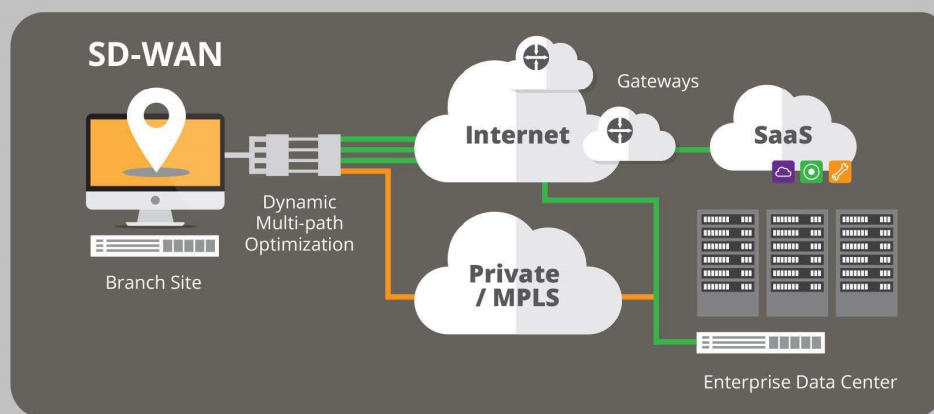 SD-WAN
Gateways
Internet
SaaS
Dynamic
Multi-path
Optimization
Branch Site
Private
/ MPLS
Enterprise Data Center